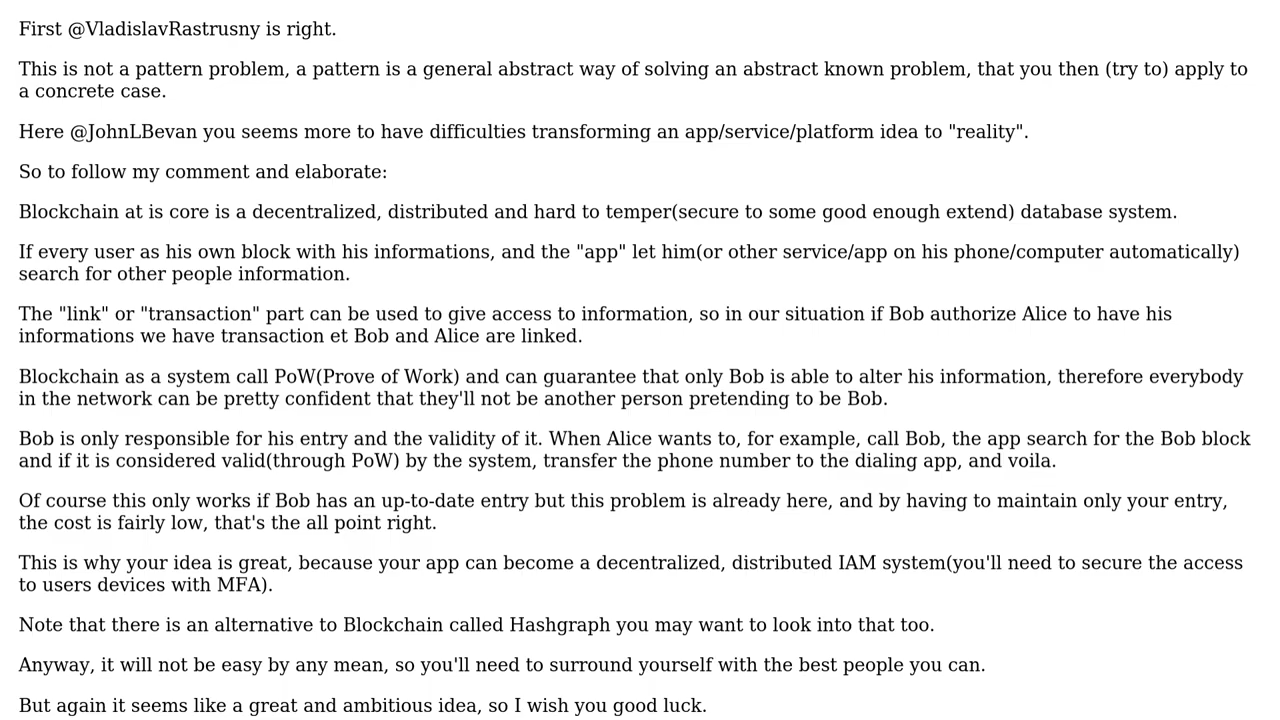 First @VladislavRastrusny is right.
This is not a pattern problem, a pattern is a general abstract way of solving an abstract known problem, that you then (try to) apply to
a concrete case.
Here @JohnLBevan you seems more to have difficulties transforming an app/service/platform idea to "reality".
So to follow my comment and elaborate:
Blockchain at is core is a decentralized, distributed and hard to temper(secure to some good enough extend) database system.
If every user as his own block with his informations, and the "app" let him(or other service/app on his phone/computer automatically)
search for other people information.
The "link" or "transaction" part can be used to give access to information, so in our situation if Bob authorize Alice to have his
informations we have transaction et Bob and Alice are linked.
Blockchain as a system call PoW(Prove of Work) and can guarantee that only Bob is able to alter his information, therefore everybody
in the network can be pretty confident that they'll not be another person pretending to be Bob.
Bob is only responsible for his entry and the validity of it. When Alice wants to, for example, call Bob, the app search for the Bob block
and if it is considered valid(through PoW) by the system, transfer the phone number to the dialing app, and voila.
Of course this only works if Bob has an up-to-date entry but this problem is already here, and by having to maintain only your entry,
the cost is fairly low, that's the all point right.
This is why your idea is great, because your app can become a decentralized, distributed IAM system(you'll need to secure the access
to users devices with MFA).
Note that there is an alternative to Blockchain called Hashgraph you may want to look into that too.
Anyway, it will not be easy by any mean, so you'll need to surround yourself with the best people you can.
But again it seems like a great and ambitious idea, so I wish you good luck.